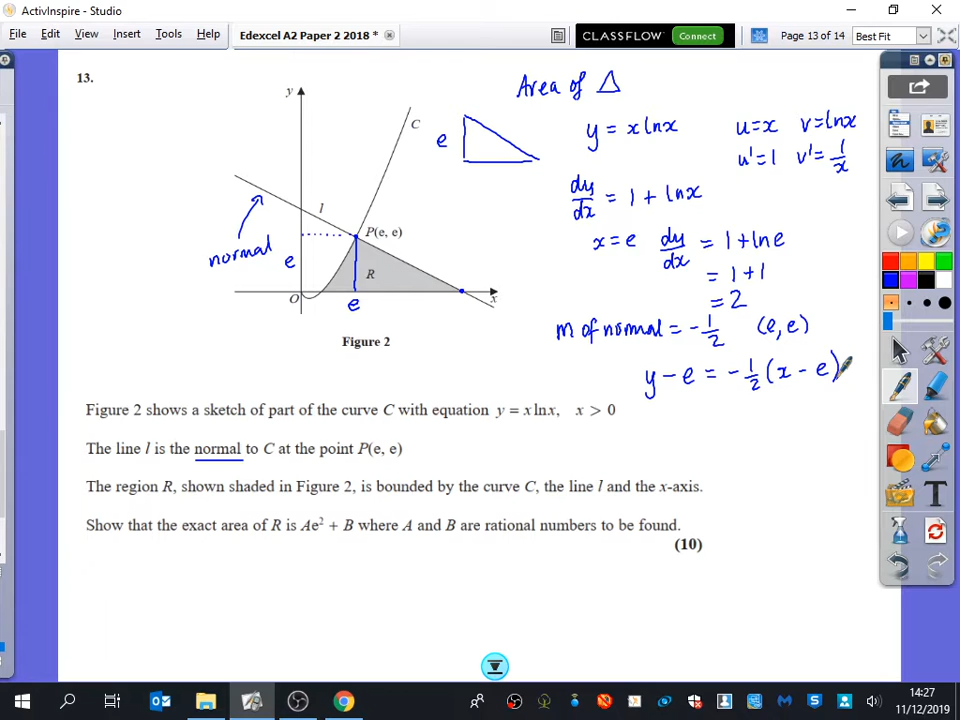 ActivInspire - Studio
File Edit View Insert Tools Help
Edexcel A2 Paper 2 2018 *
CLASSFLOW Connect
Page 13 of 14
Best Fit
13.
y
C
l
P(e, e)
normal
e
R
O
e
x
Figure 2
Area of △
e
y = x lnx
u=x v=lnx
u'=1 v'=1/x
dy/dx = 1 + lnx
x=e dy/dx = 1+lne
= 1+1
= 2
m of normal = -1/2 (e, e)
y-e = -1/2(x-e)
Figure 2 shows a sketch of part of the curve C with equation y = x ln x, x > 0
The line l is the normal to C at the point P(e, e)
The region R, shown shaded in Figure 2, is bounded by the curve C, the line l and the x-axis.
Show that the exact area of R is Ae² + B where A and B are rational numbers to be found.
(10)
14:27
11/12/2019